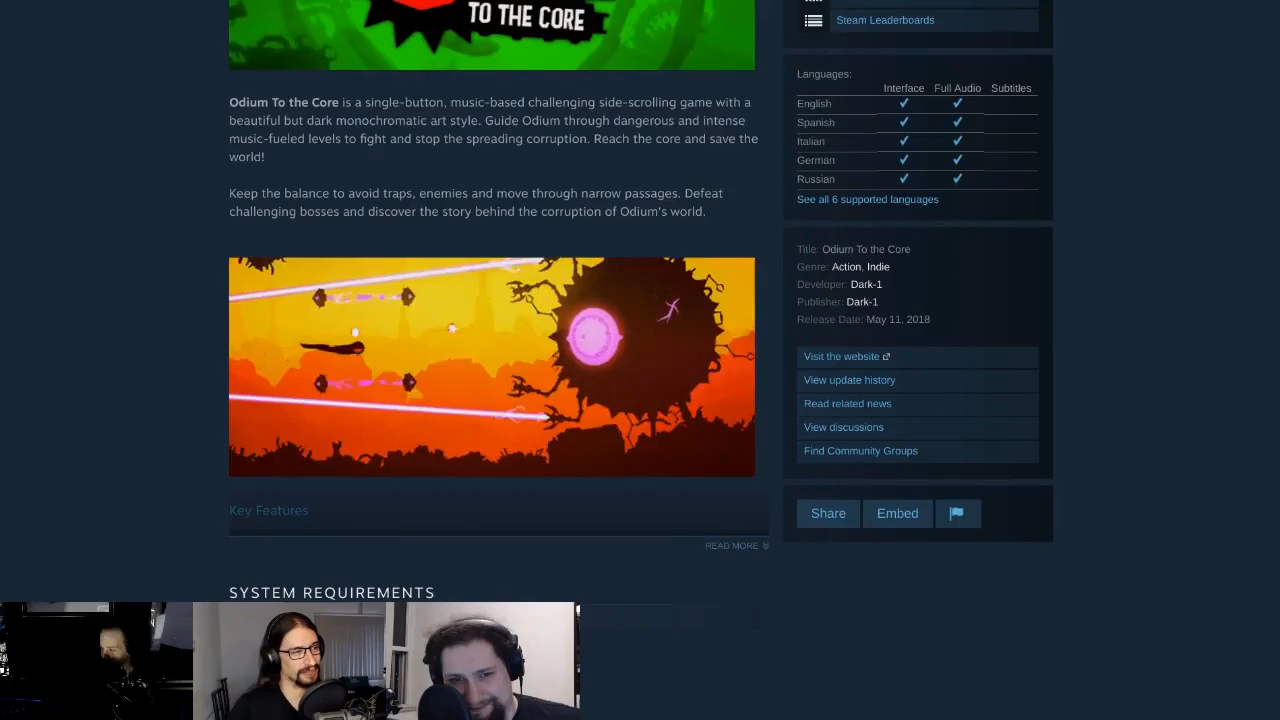 TO THE CORE
Odium To the Core is a single-button, music-based challenging side-scrolling game with a
beautiful but dark monochromatic art style. Guide Odium through dangerous and intense
music-fueled levels to fight and stop the spreading corruption. Reach the core and save the
world!
Keep the balance to avoid traps, enemies and move through narrow passages. Defeat
challenging bosses and discover the story behind the corruption of Odium's world.
Key Features
READ MORE
SYSTEM REQUIREMENTS
Steam Leaderboards
Languages:
Interface Full Audio Subtitles
English ✔ ✔
Spanish ✔ ✔
Italian ✔ ✔
German ✔ ✔
Russian ✔ ✔
See all 6 supported languages
Title: Odium To the Core
Genre: Action, Indie
Developer: Dark-1
Publisher: Dark-1
Release Date: May 11, 2018
Visit the website
View update history
Read related news
View discussions
Find Community Groups
Share Embed